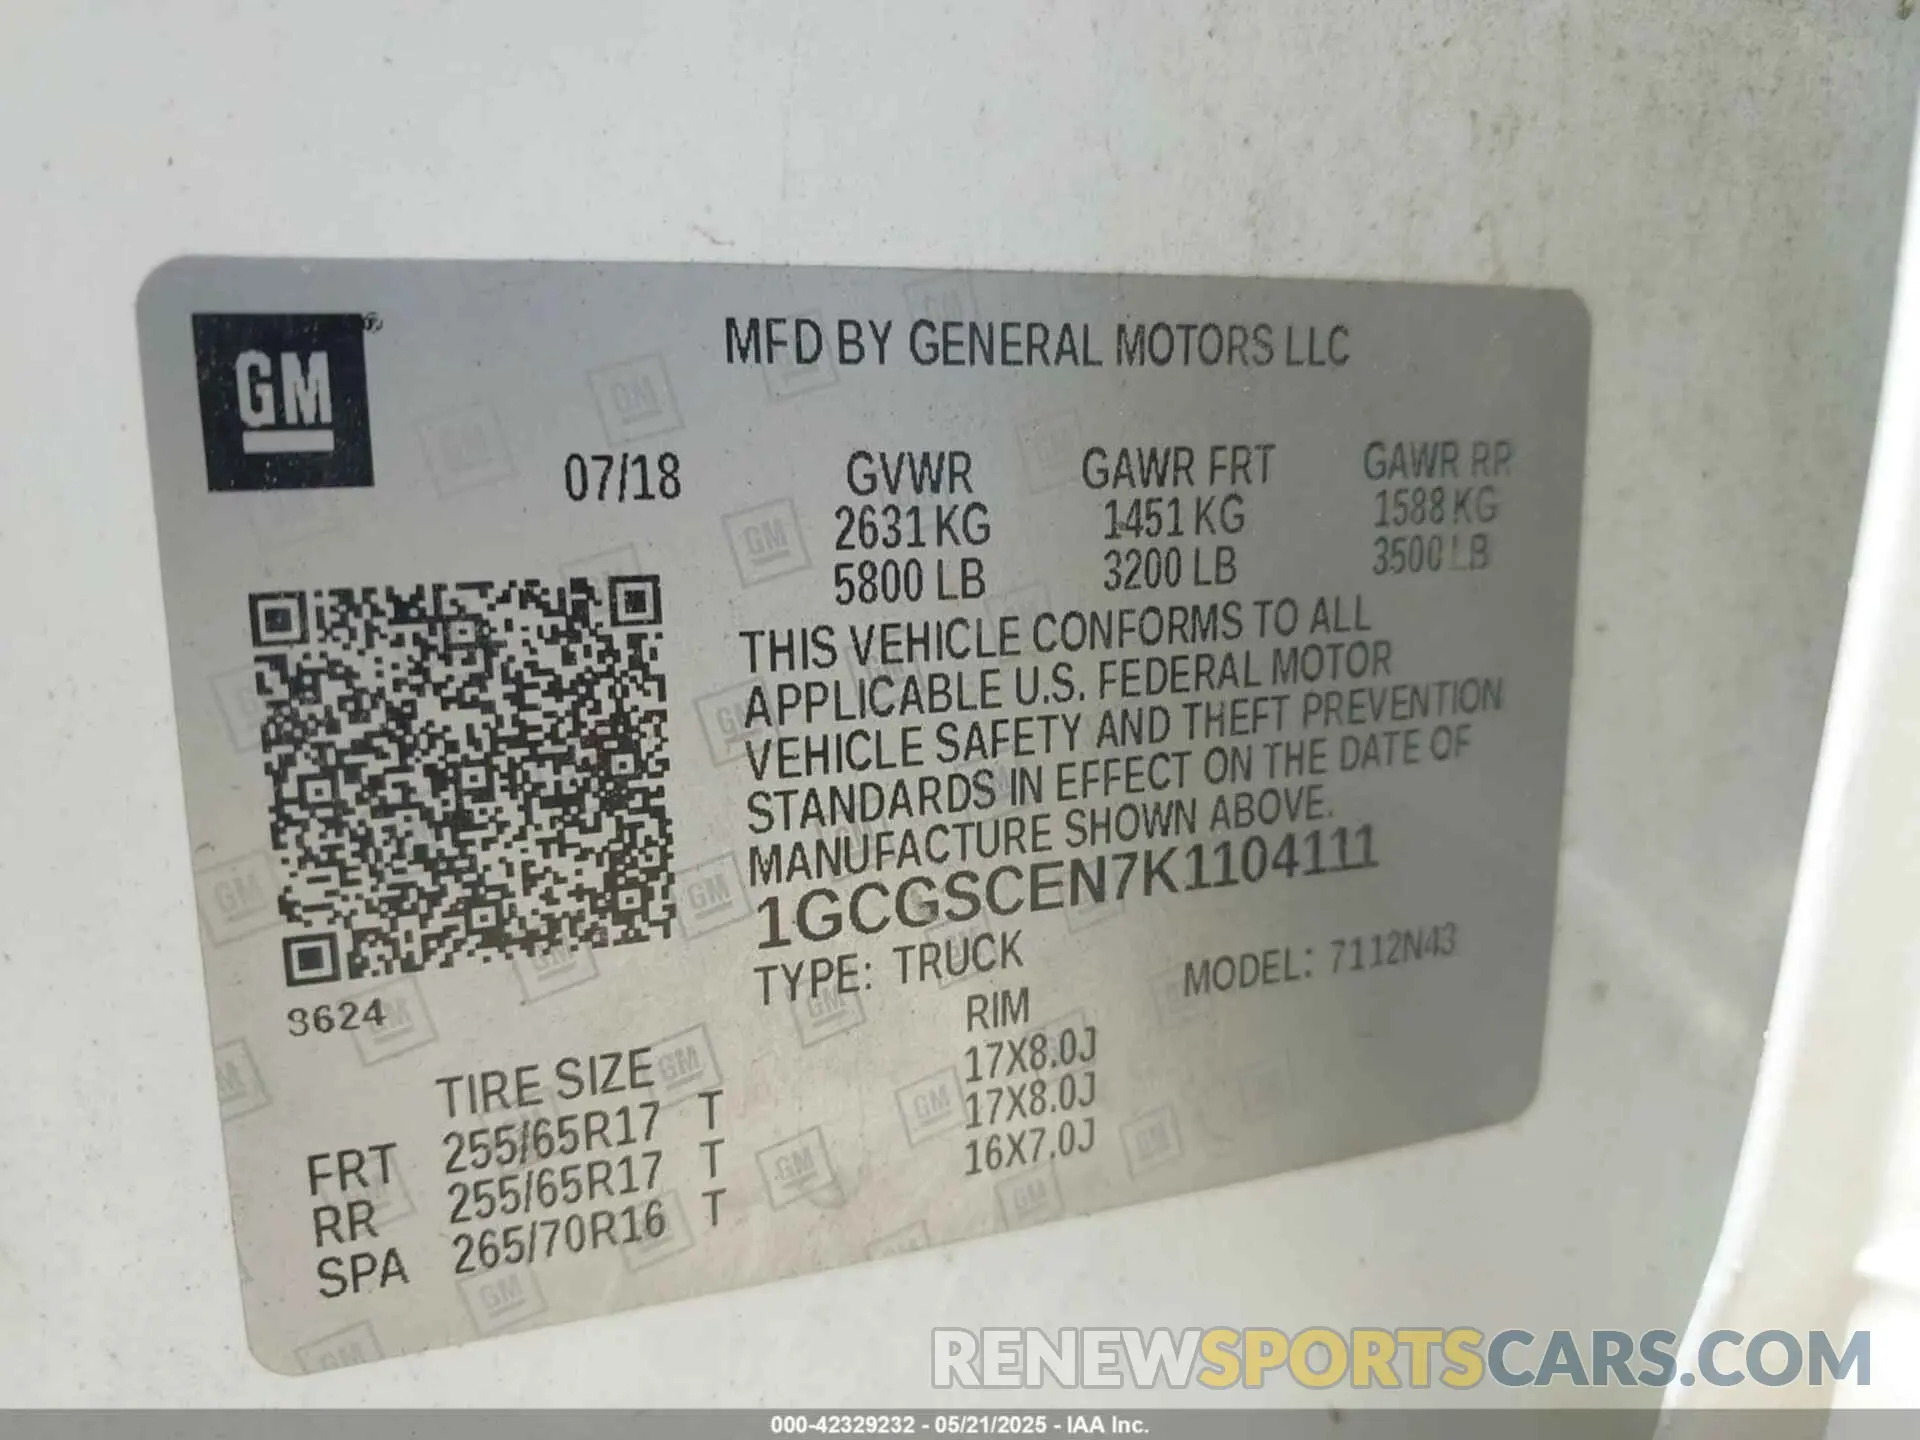 GM ®
MFD BY GENERAL MOTORS LLC
07/18
GVWR GAWR FRT GAWR RR
2631 KG 1451 KG 1588 KG
5800 LB 3200 LB 3500 LB
THIS VEHICLE CONFORMS TO ALL
APPLICABLE U.S. FEDERAL MOTOR
VEHICLE SAFETY AND THEFT PREVENTION
STANDARDS IN EFFECT ON THE DATE OF
MANUFACTURE SHOWN ABOVE.
1GCGSCEN7K1104111
TYPE: TRUCK MODEL: 7112N43
3624
TIRE SIZE RIM
FRT 255/65R17 T 17X8.0J
RR 255/65R17 T 17X8.0J
SPA 265/70R16 T 16X7.0J
RENEWSPORTSCARS.COM
000-42329232 - 05/21/2025 - IAA Inc.